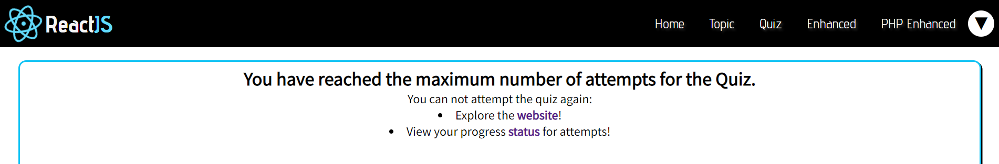 ReactJS
Home Topic Quiz Enhanced PHP Enhanced ▼
You have reached the maximum number of attempts for the Quiz.
You can not attempt the quiz again:
• Explore the website!
• View your progress status for attempts!